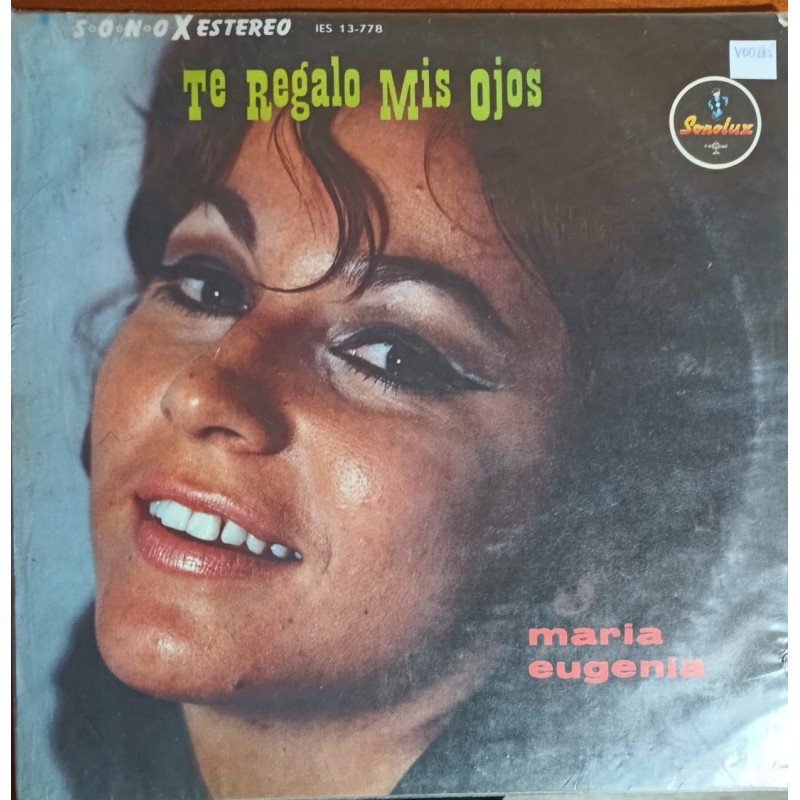 S·O·N·O X ESTEREO IES 13-778
Te Regalo Mis Ojos
Sonolux
maria
eugenia